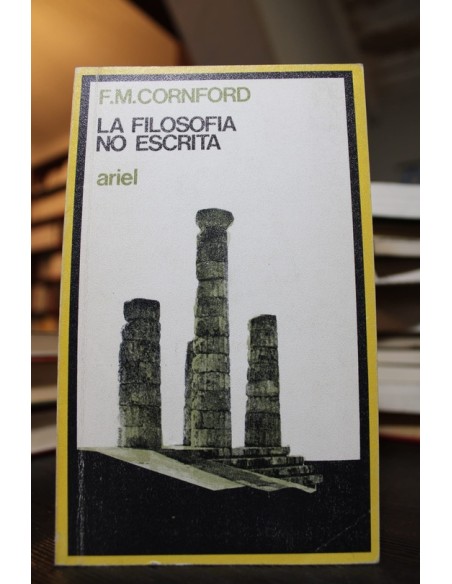 F.M.CORNFORD
LA FILOSOFIA
NO ESCRITA
ariel